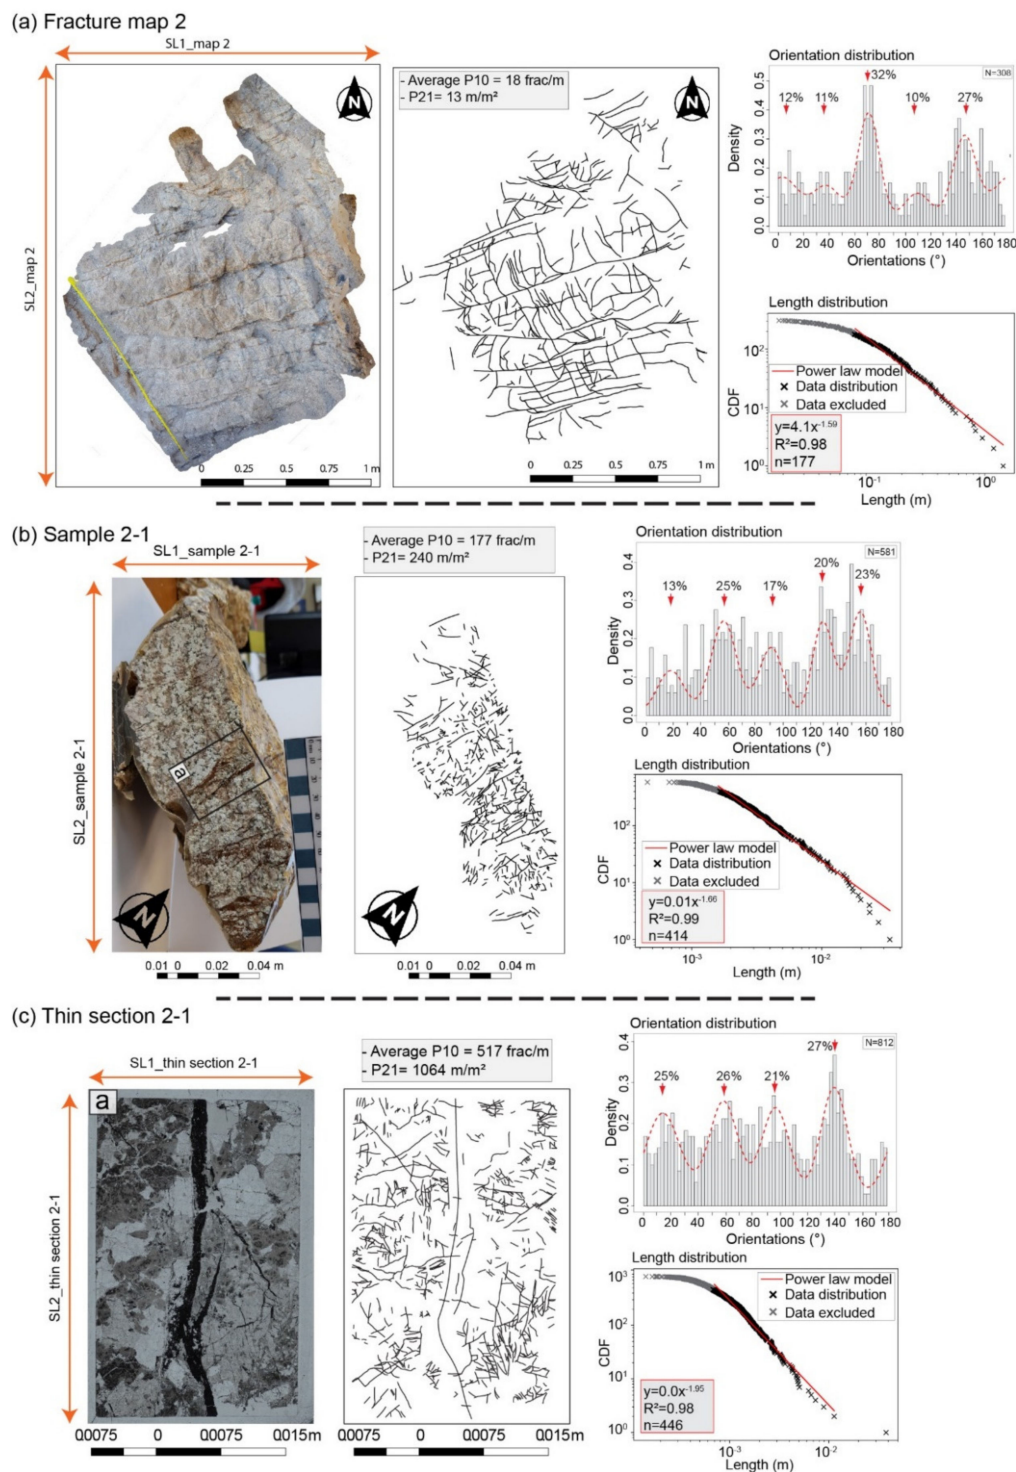 (a) Fracture map 2
SL1_map 2
SL2_map 2
N
- Average P10 = 18 frac/m
- P21= 13 m/m²
N
0 0.25 0.5 0.75 1 m
0 0.25 0.5 0.75 1 m
Orientation distribution
N=308
12% 11% 32% 10% 27%
Density
0.5
0.4
0.3
0.2
0.1
0.0
0 20 40 60 80 100 120 140 160 180
Orientations (°)
Length distribution
CDF
10²
10¹
10⁰
Power law model
Data distribution
Data excluded
y=4.1x-1.59
R²=0.98
n=177
10⁻¹ 10⁰
Length (m)
(b) Sample 2-1
SL1_sample 2-1
SL2_sample 2-1
a
N
- Average P10 = 177 frac/m
- P21= 240 m/m²
N
0.01 0 0.02 0.04 m
0.01 0 0.02 0.04 m
Orientation distribution
N=581
13% 25% 17% 20% 23%
Density
0.4
0.3
0.2
0.1
0.0
0 20 40 60 80 100 120 140 160 180
Orientations (°)
Length distribution
CDF
10²
10¹
10⁰
Power law model
Data distribution
Data excluded
y=0.01x-1.66
R²=0.99
n=414
10⁻³ 10⁻²
Length (m)
(c) Thin section 2-1
SL1_thin section 2-1
SL2_thin section 2-1
a
- Average P10 = 517 frac/m
- P21= 1064 m/m²
00075 0 00075 0015m
00075 0 00075 0015m
Orientation distribution
N=812
25% 26% 21% 27%
Density
0.4
0.3
0.2
0.1
0.0
0 20 40 60 80 100 120 140 160 180
Orientations (°)
Length distribution
CDF
10³
10²
10¹
10⁰
Power law model
Data distribution
Data excluded
y=0.0x-1.95
R²=0.98
n=446
10⁻³ 10⁻²
Length (m)